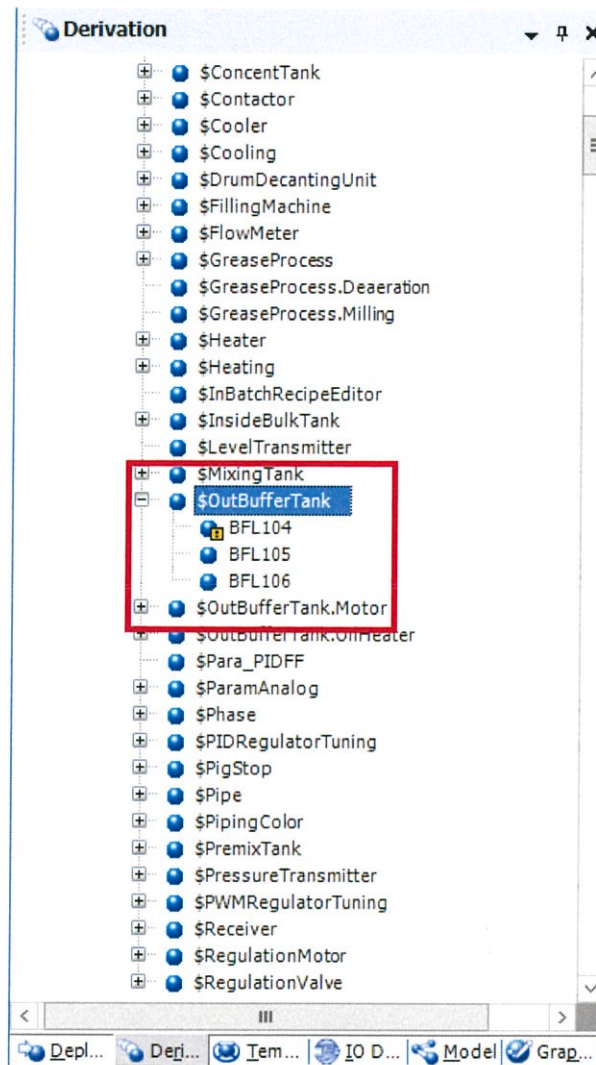 Derivation
$ConcentTank
$Contactor
$Cooler
$Cooling
$DrumDecantingUnit
$FillingMachine
$FlowMeter
$GreaseProcess
$GreaseProcess.Deaeration
$GreaseProcess.Milling
$Heater
$Heating
$InBatchRecipeEditor
$InsideBulkTank
$LevelTransmitter
$MixingTank
$OutBufferTank
BFL104
BFL105
BFL106
$OutBufferTank.Motor
$OutBufferTank.OnHeater
$Para_PIDFF
$ParamAnalog
$Phase
$PIDRegulatorTuning
$PigStop
$Pipe
$PipingColor
$PremixTank
$PressureTransmitter
$PWMRegulatorTuning
$Receiver
$RegulationMotor
$RegulationValve
Depl... Deri... Tem... IO D... Model Grap...